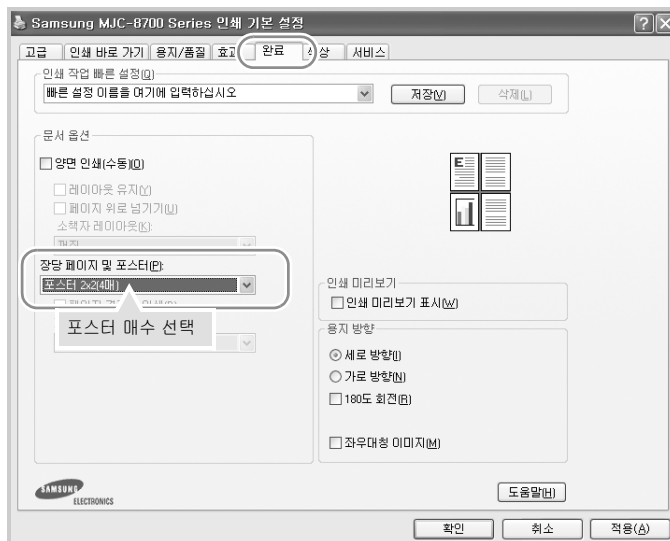 Samsung MJC-8700 Series 인쇄 기본 설정
고급 인쇄 바로 가기 용지/품질 효과 완료 색상 서비스
인쇄 작업 빠른 설정(Q)
빠른 설정 이름을 여기에 입력하십시오 저장(V) 삭제(L)
문서 옵션
양면 인쇄(수동)(O)
레이아웃 유지(Y)
페이지 위로 넘기기(U)
소책자 레이아웃(K):
꺼짐
장당 페이지 및 포스터(P):
포스터 2x2(4매)
포스터 매수 선택
인쇄 미리보기
인쇄 미리보기 표시(W)
용지 방향
세로 방향(I)
가로 방향(N)
180도 회전(R)
좌우대칭 이미지(M)
SAMSUNG
ELECTRONICS
도움말(H)
확인 취소 적용(A)